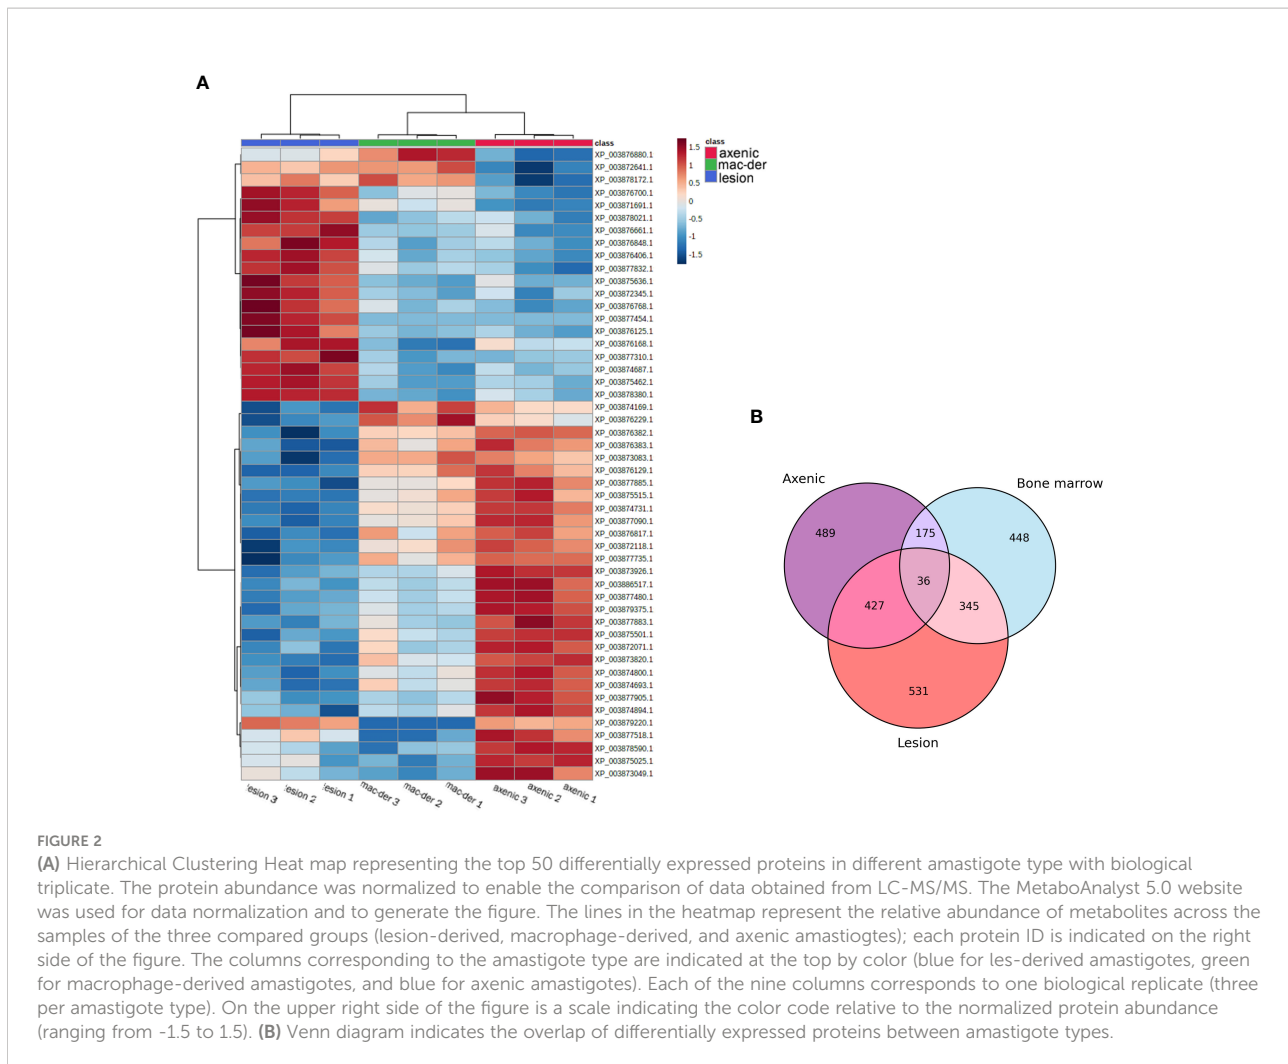 A
class
XP_003876880.1
XP_003872641.1
XP_003878172.1
XP_003876700.1
XP_003871691.1
XP_003878021.1
XP_003876661.1
XP_003876848.1
XP_003876406.1
XP_003877832.1
XP_003875636.1
XP_003872345.1
XP_003876768.1
XP_003877454.1
XP_003876125.1
XP_003876168.1
XP_003877310.1
XP_003874687.1
XP_003875462.1
XP_003878380.1
XP_003874169.1
XP_003876229.1
XP_003876382.1
XP_003876383.1
XP_003873083.1
XP_003876129.1
XP_003877885.1
XP_003875515.1
XP_003874731.1
XP_003877090.1
XP_003876817.1
XP_003872118.1
XP_003877735.1
XP_003873926.1
XP_003886517.1
XP_003877480.1
XP_003879375.1
XP_003877883.1
XP_003875501.1
XP_003872071.1
XP_003873820.1
XP_003874800.1
XP_003874693.1
XP_003877905.1
XP_003874894.1
XP_003879220.1
XP_003877518.1
XP_003878590.1
XP_003875025.1
XP_003873049.1
lesion 3
lesion 2
lesion 1
mac-der 3
mac-der 2
mac-der 1
axenic 3
axenic 2
axenic 1
1.5
1
0.5
0
-0.5
-1
-1.5
class
axenic
mac-der
lesion
B
Axenic
Bone marrow
489
175
448
36
427
345
531
Lesion
FIGURE 2
(A) Hierarchical Clustering Heat map representing the top 50 differentially expressed proteins in different amastigote type with biological
triplicate. The protein abundance was normalized to enable the comparison of data obtained from LC-MS/MS. The MetaboAnalyst 5.0 website
was used for data normalization and to generate the figure. The lines in the heatmap represent the relative abundance of metabolites across the
samples of the three compared groups (lesion-derived, macrophage-derived, and axenic amastiogtes); each protein ID is indicated on the right
side of the figure. The columns corresponding to the amastigote type are indicated at the top by color (blue for les-derived amastigotes, green
for macrophage-derived amastigotes, and blue for axenic amastigotes). Each of the nine columns corresponds to one biological replicate (three
per amastigote type). On the upper right side of the figure is a scale indicating the color code relative to the normalized protein abundance
(ranging from -1.5 to 1.5). (B) Venn diagram indicates the overlap of differentially expressed proteins between amastigote types.